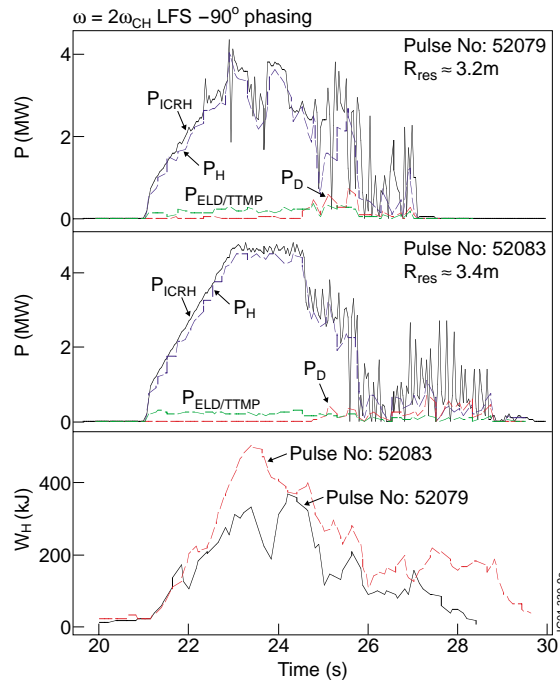 ω = 2ω_CH LFS –90° phasing
Pulse No: 52079
R_res ≈ 3.2m
P_ICRH
P_H
P_ELD/TTMP
P_D
P (MW)
4
2
0
Pulse No: 52083
R_res ≈ 3.4m
P_ICRH
P_H
P_ELD/TTMP
P_D
P (MW)
4
2
0
Pulse No: 52083
Pulse No: 52079
W_H (kJ)
400
200
0
20 22 24 26 28 30
Time (s)